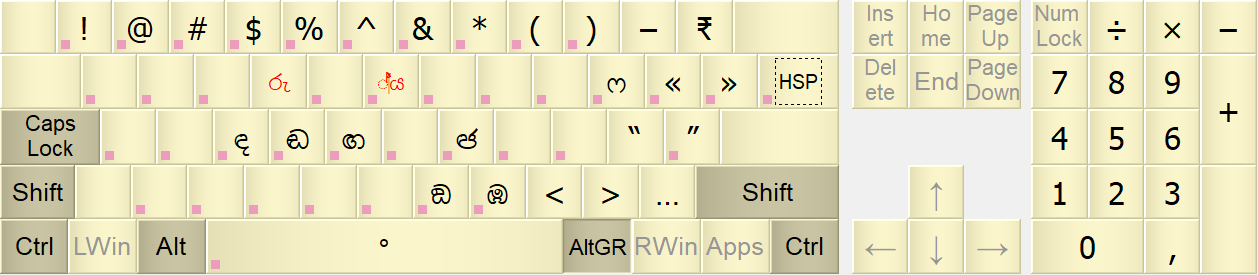 ! @ # $ % ^ & * ( ) – ₹ Insert Home Page Up Num Lock ÷ × −
රු ්‍ය ෆ « » HSP Delete End Page Down 7 8 9 +
Caps Lock ඳ ඬ ඟ ඦ “ ” 4 5 6
Shift ඞ ඹ < > ... Shift ↑ 1 2 3
Ctrl LWin Alt ° AltGR RWin Apps Ctrl ← ↓ → 0 ,